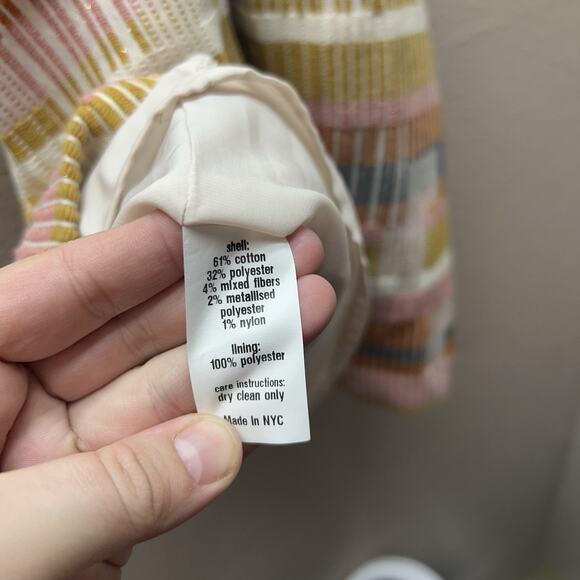 shell:
61% cotton
32% polyester
4% mixed fibers
2% metallised
polyester
1% nylon
lining:
100% polyester
care instructions:
dry clean only
Made in NYC